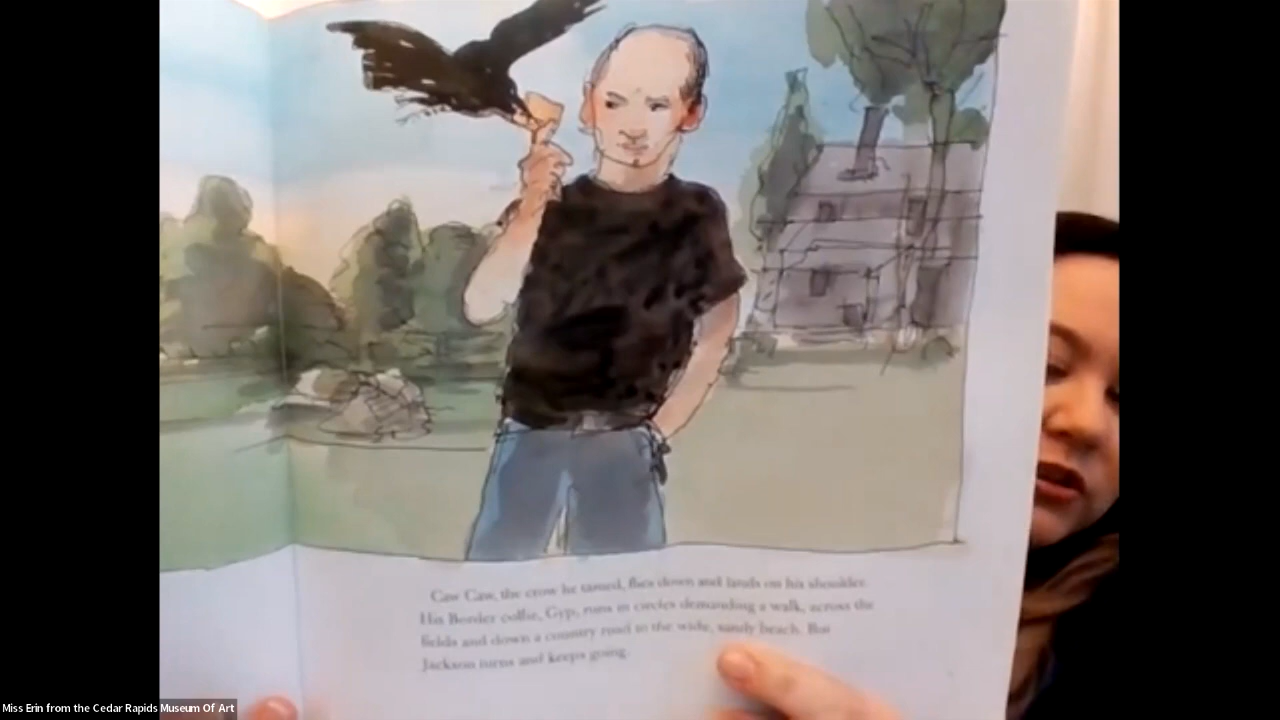 Caw Caw, the crow he tamed, flies down and lands on his shoulder.
His Border collie, Gyp, runs in circles demanding a walk, across the
fields and down a country road to the wide, sandy beach. But
Jackson turns and keeps going.
Miss Erin from the Cedar Rapids Museum Of Art